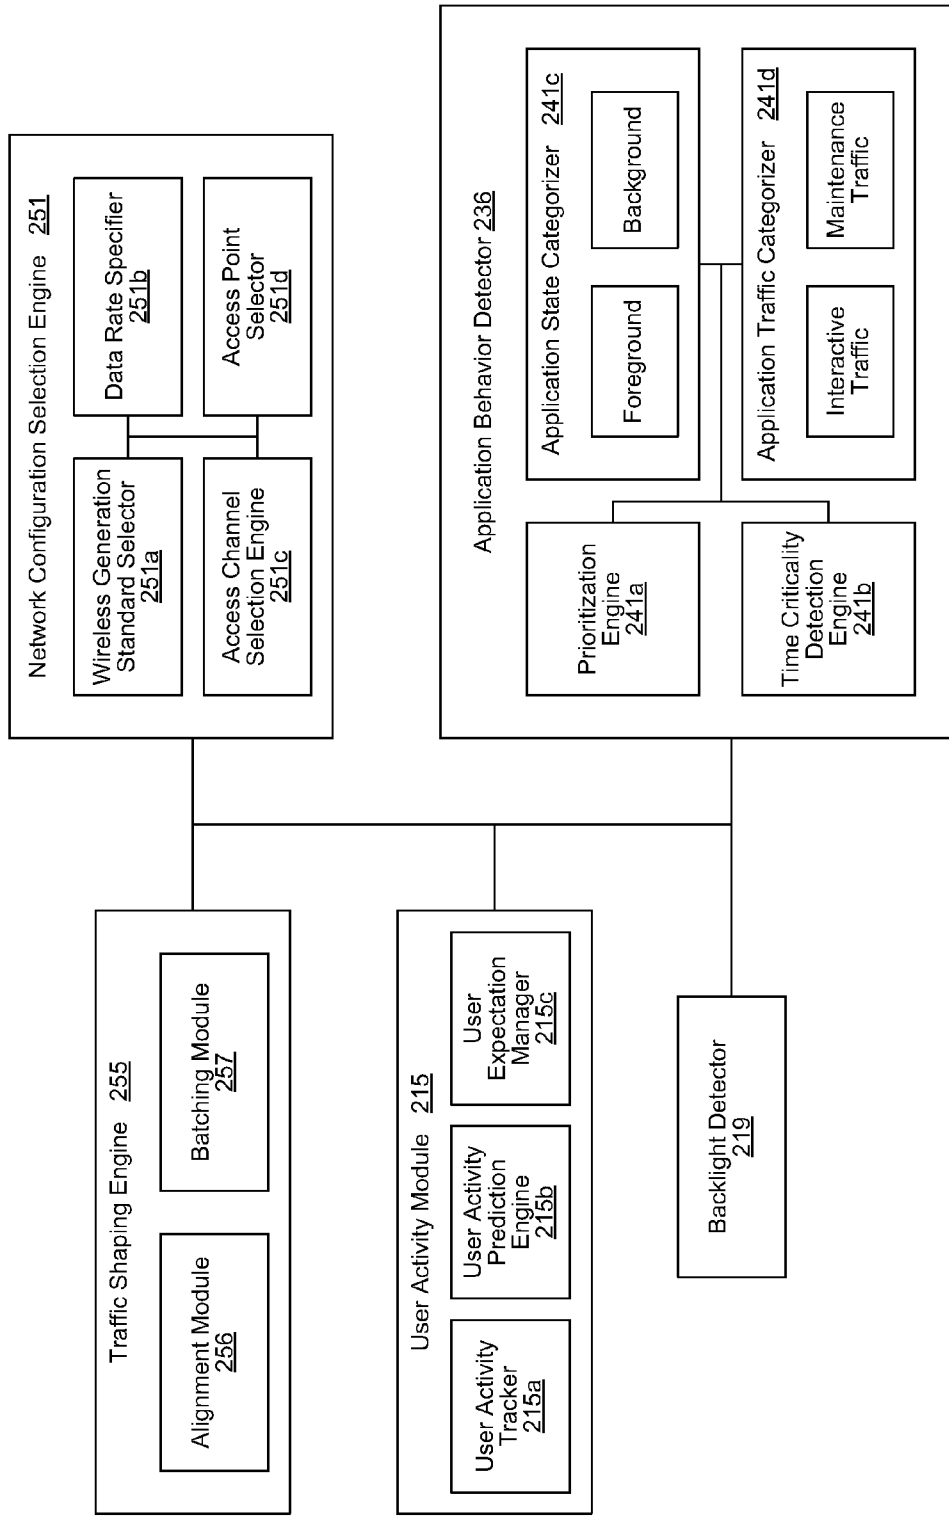 Traffic Shaping Engine 255
Alignment Module
256
Batching Module
257
Network Configuration Selection Engine 251
Wireless Generation
Standard Selector
251a
Data Rate Specifier
251b
Access Channel
Selection Engine
251c
Access Point
Selector
251d
User Activity Module 215
User Activity
Tracker
215a
User Activity
Prediction
Engine
215b
User
Expectation
Manager
215c
Backlight Detector
219
Application Behavior Detector 236
Prioritization
Engine
241a
Time Criticality
Detection
Engine
241b
Application State Categorizer 241c
Foreground
Background
Application Traffic Categorizer 241d
Interactive
Traffic
Maintenance
Traffic